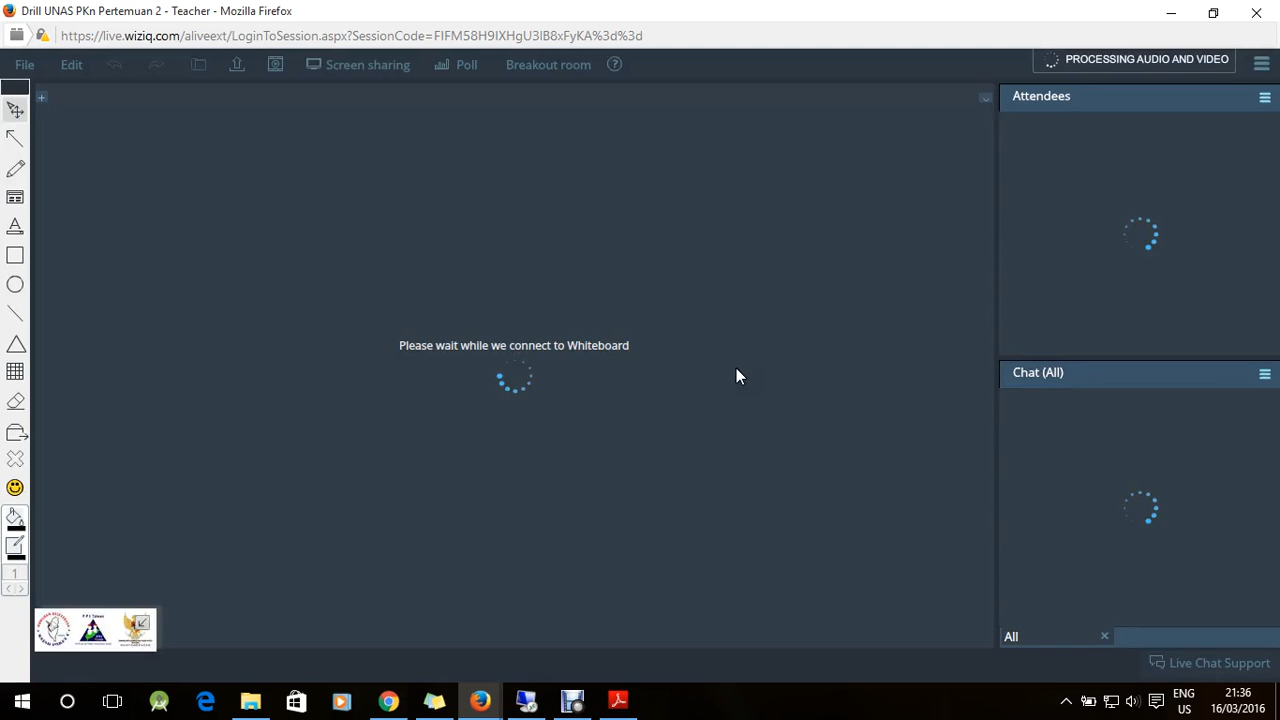 Drill UNAS PKn Pertemuan 2 - Teacher - Mozilla Firefox
https://live.wiziq.com/aliveext/LoginToSession.aspx?SessionCode=FIFM58H9IXHgU3IB8xFyKA%3d%3d
File Edit Screen sharing Poll Breakout room ? PROCESSING AUDIO AND VIDEO
Attendees
Please wait while we connect to Whiteboard
Chat (All)
1
P P I Taiwan
All
Live Chat Support
ENG 21:36
US 16/03/2016